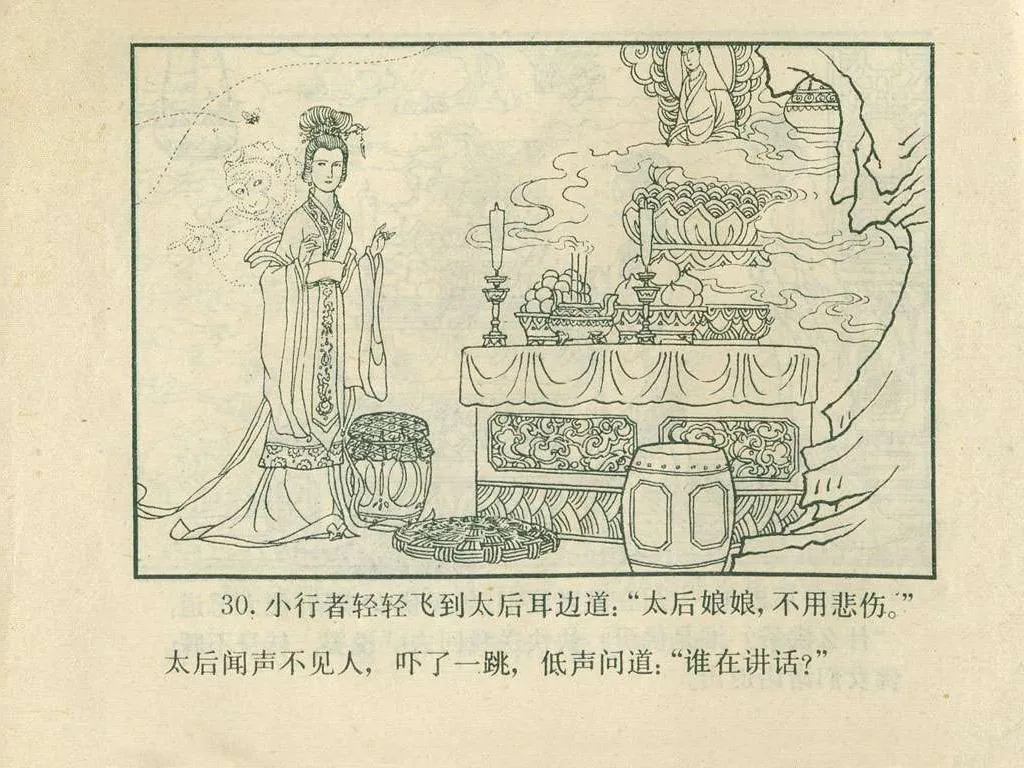 30. 小行者轻轻飞到太后耳边道：“太后娘娘，不用悲伤。”
太后闻声不见人，吓了一跳，低声问道：“谁在讲话？”